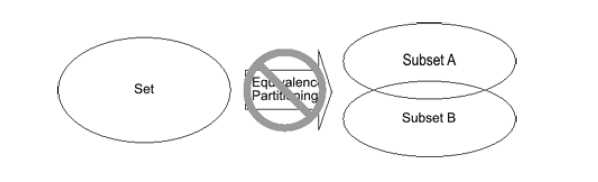 Set
Equivalence
Partitioning
Subset A
Subset B